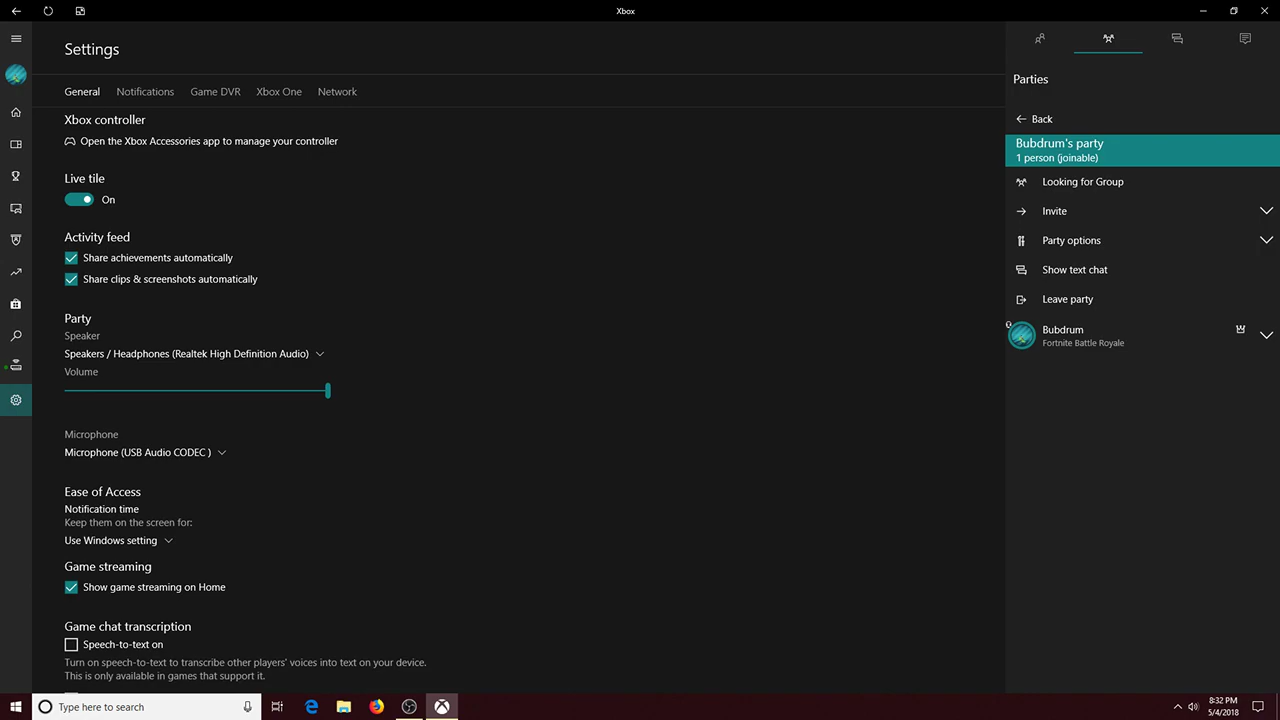 Xbox
Settings
General Notifications Game DVR Xbox One Network
Xbox controller
Open the Xbox Accessories app to manage your controller
Live tile
On
Activity feed
Share achievements automatically
Share clips & screenshots automatically
Party
Speaker
Speakers / Headphones (Realtek High Definition Audio)
Volume
Microphone
Microphone (USB Audio CODEC )
Ease of Access
Notification time
Keep them on the screen for:
Use Windows setting
Game streaming
Show game streaming on Home
Game chat transcription
Speech-to-text on
Turn on speech-to-text to transcribe other players' voices into text on your device.
This is only available in games that support it.
Parties
Back
Bubdrum's party
1 person (joinable)
Looking for Group
Invite
Party options
Show text chat
Leave party
Bubdrum
Fortnite Battle Royale
Type here to search
8:32 PM
5/4/2018